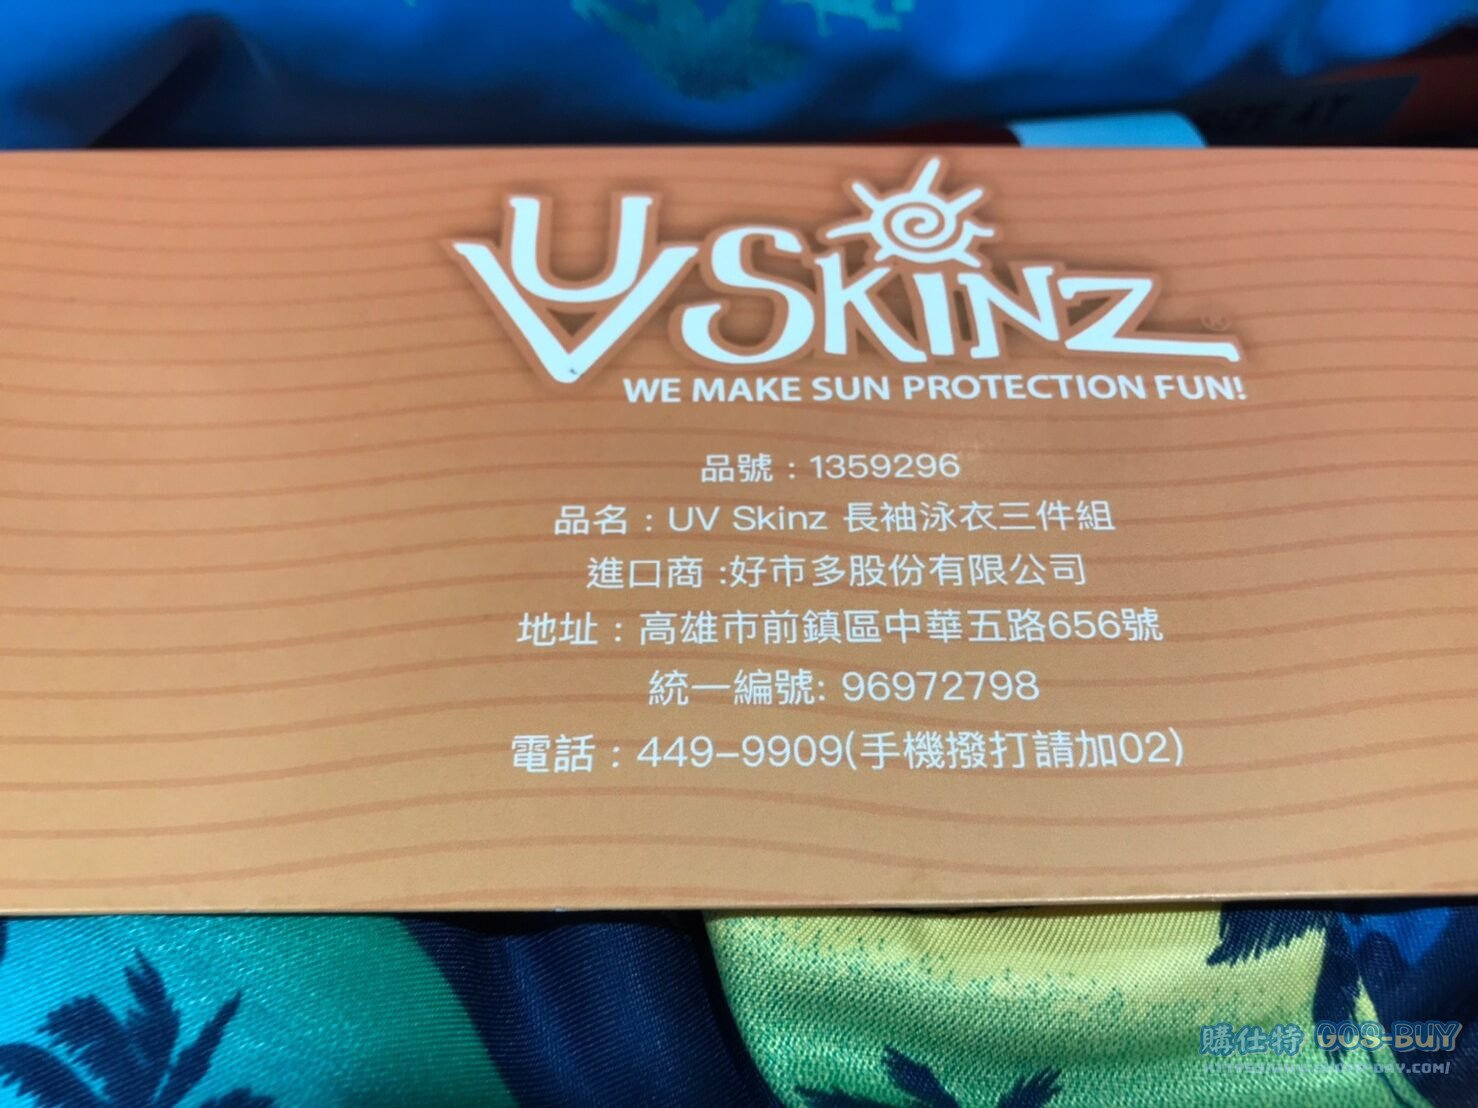 SIZE 4T
UV SKINZ®
WE MAKE SUN PROTECTION FUN!
品號：1359296
品名：UV Skinz 長袖泳衣三件組
進口商 :好市多股份有限公司
地址：高雄市前鎮區中華五路656號
統一編號: 96972798
電話：449-9909(手機撥打請加02)
購仕特 GOS-BUY